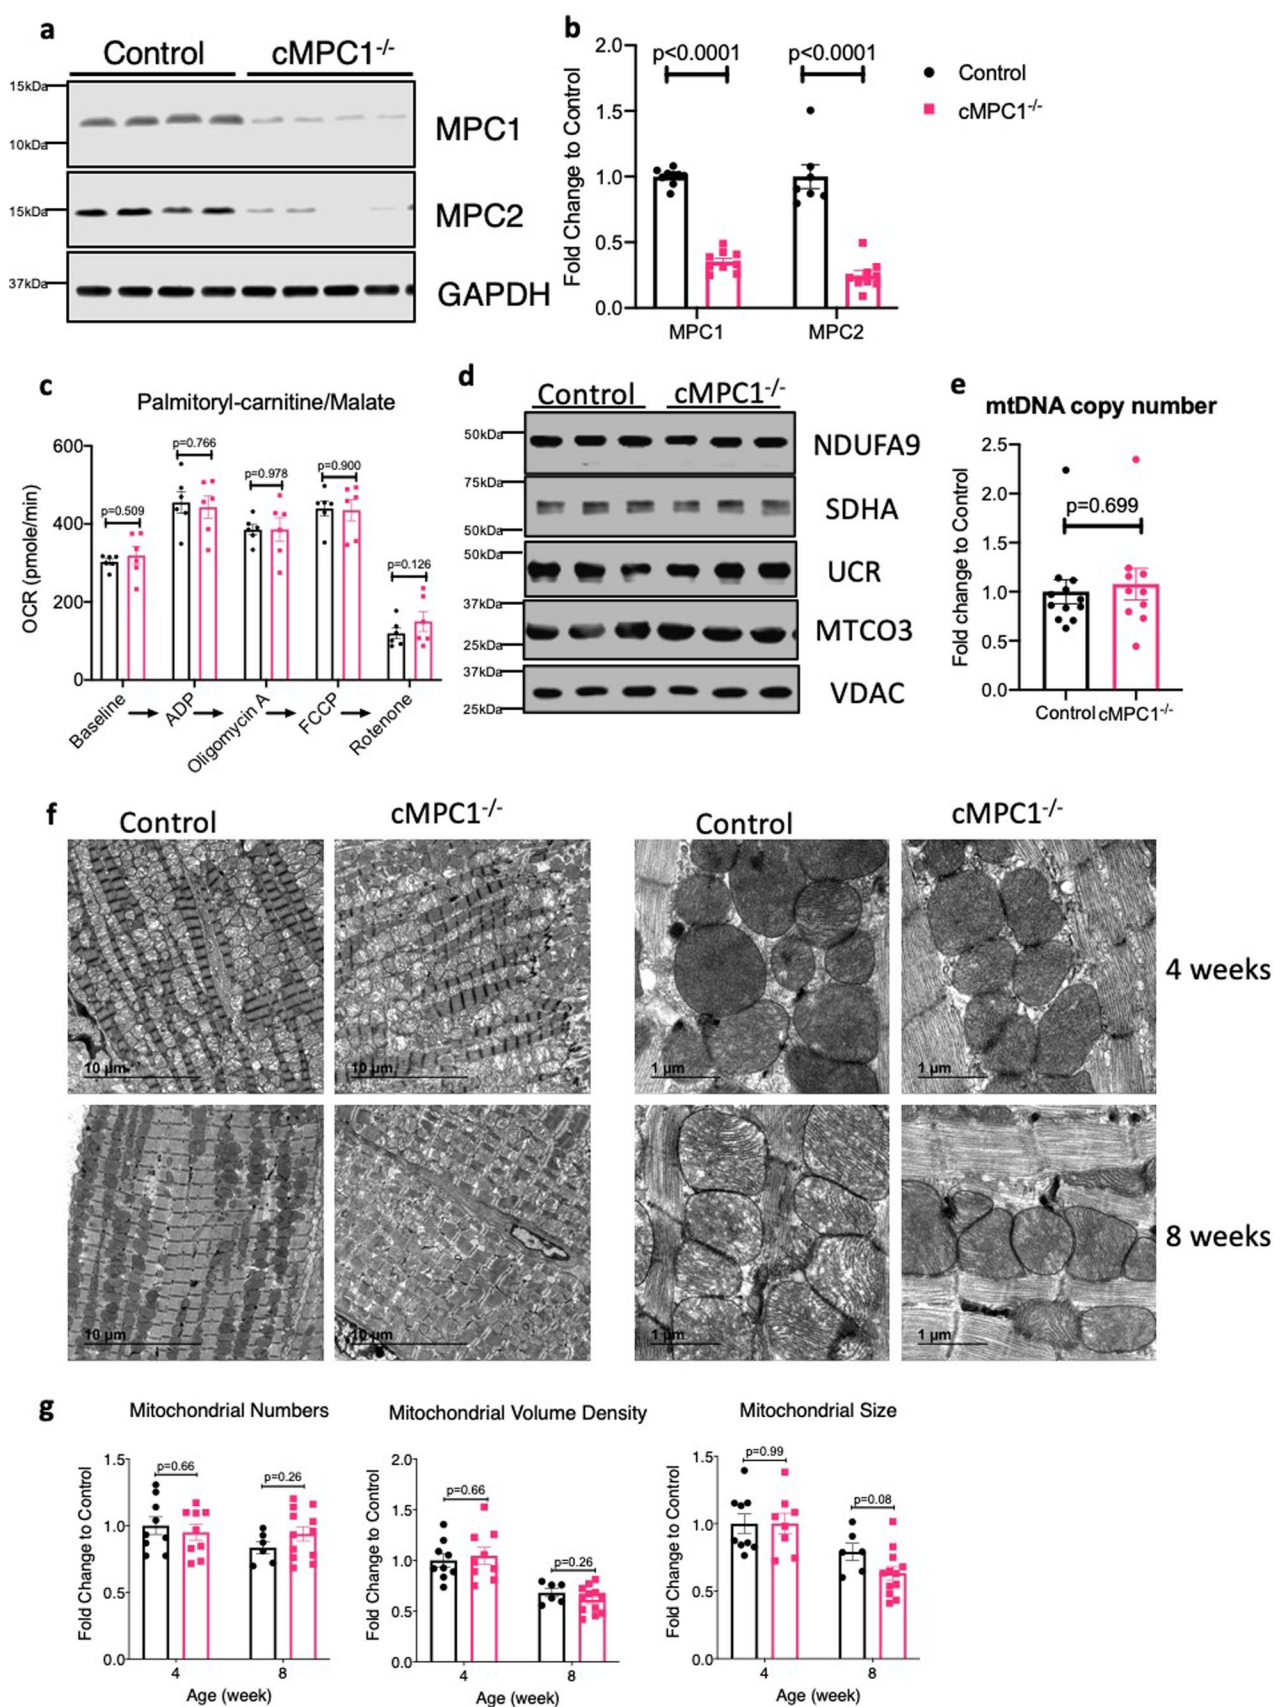 a
Control cMPC1-/-
15kDa
10kDa
MPC1
15kDa
MPC2
37kDa
GAPDH
b
Fold Change to Control
2.0
1.5
1.0
0.5
0.0
p<0.0001 p<0.0001
MPC1 MPC2
Control
cMPC1-/-
c
Palmitoryl-carnitine/Malate
OCR (pmole/min)
600
400
200
0
p=0.509
p=0.766
p=0.978
p=0.900
p=0.126
Baseline
ADP
Oligomycin A
FCCP
Rotenone
d
Control cMPC1-/-
50kDa
NDUFA9
75kDa
SDHA
50kDa
50kDa
UCR
37kDa
MTCO3
25kDa
37kDa
VDAC
25kDa
e
mtDNA copy number
Fold change to Control
2.5
2.0
1.5
1.0
0.5
0.0
p=0.699
Control cMPC1-/-
f
Control cMPC1-/- Control cMPC1-/-
10 µm 10 µm 1 µm 1 µm
4 weeks
10 µm 10 µm 1 µm 1 µm
8 weeks
g
Mitochondrial Numbers
Fold Change to Control
1.5
1.0
0.5
0.0
p=0.66
p=0.26
4 8
Age (week)
Mitochondrial Volume Density
Fold Change to Control
2.0
1.5
1.0
0.5
0.0
p=0.66
p=0.26
4 8
Age (week)
Mitochondrial Size
Fold Change to Control
1.5
1.0
0.5
0.0
p=0.99
p=0.08
4 8
Age (week)